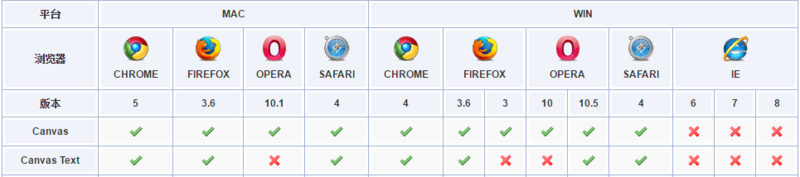 平台 MAC WIN
浏览器 CHROME FIREFOX OPERA SAFARI CHROME FIREFOX OPERA SAFARI IE
版本 5 3.6 10.1 4 4 3.6 3 10 10.5 4 6 7 8
Canvas
Canvas Text